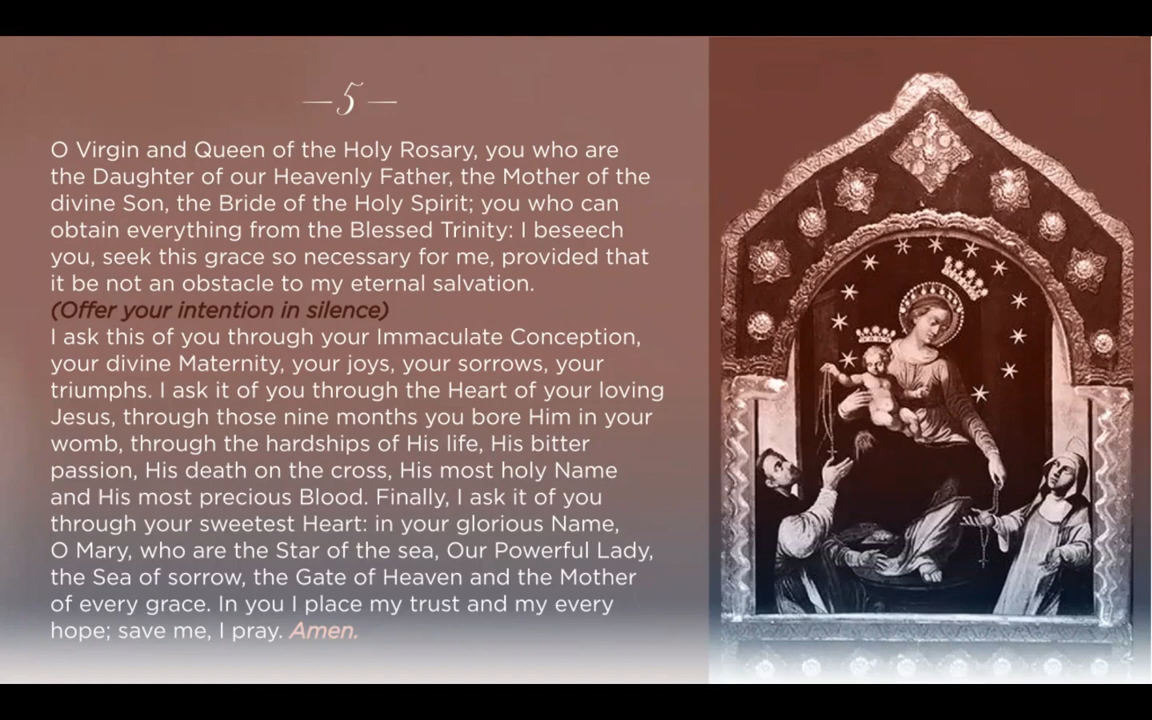 —5—
O Virgin and Queen of the Holy Rosary, you who are
the Daughter of our Heavenly Father, the Mother of the
divine Son, the Bride of the Holy Spirit; you who can
obtain everything from the Blessed Trinity: I beseech
you, seek this grace so necessary for me, provided that
it be not an obstacle to my eternal salvation.
(Offer your intention in silence)
I ask this of you through your Immaculate Conception,
your divine Maternity, your joys, your sorrows, your
triumphs. I ask it of you through the Heart of your loving
Jesus, through those nine months you bore Him in your
womb, through the hardships of His life, His bitter
passion, His death on the cross, His most holy Name
and His most precious Blood. Finally, I ask it of you
through your sweetest Heart: in your glorious Name,
O Mary, who are the Star of the sea, Our Powerful Lady,
the Sea of sorrow, the Gate of Heaven and the Mother
of every grace. In you I place my trust and my every
hope; save me, I pray. Amen.